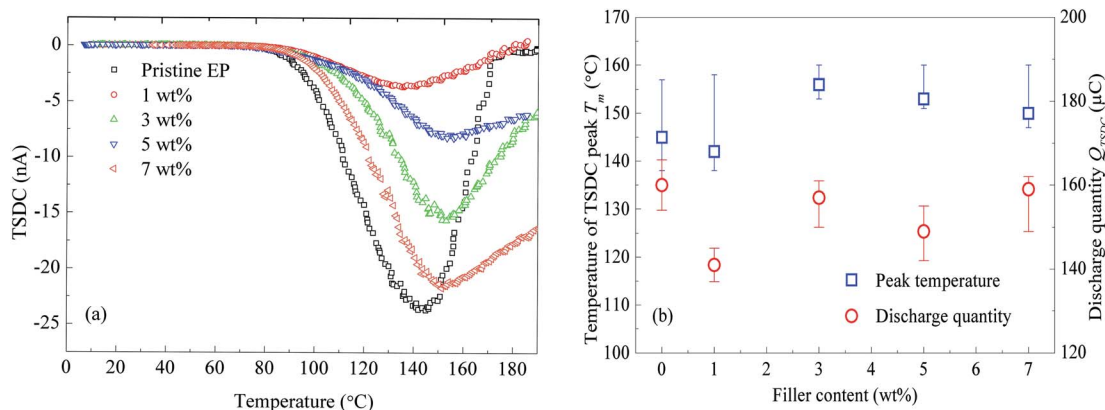 (a)
0
-5
-10
-15
-20
-25
TSDC (nA)
Pristine EP
1 wt%
3 wt%
5 wt%
7 wt%
(a)
0 20 40 60 80 100 120 140 160 180
Temperature (°C)
170
160
150
140
130
120
110
100
Temperature of TSDC peak Tm (°C)
200
180
160
140
120
Discharge quantity QTSDC (μC)
Peak temperature
Discharge quantity
(b)
0 1 2 3 4 5 6 7
Filler content (wt%)